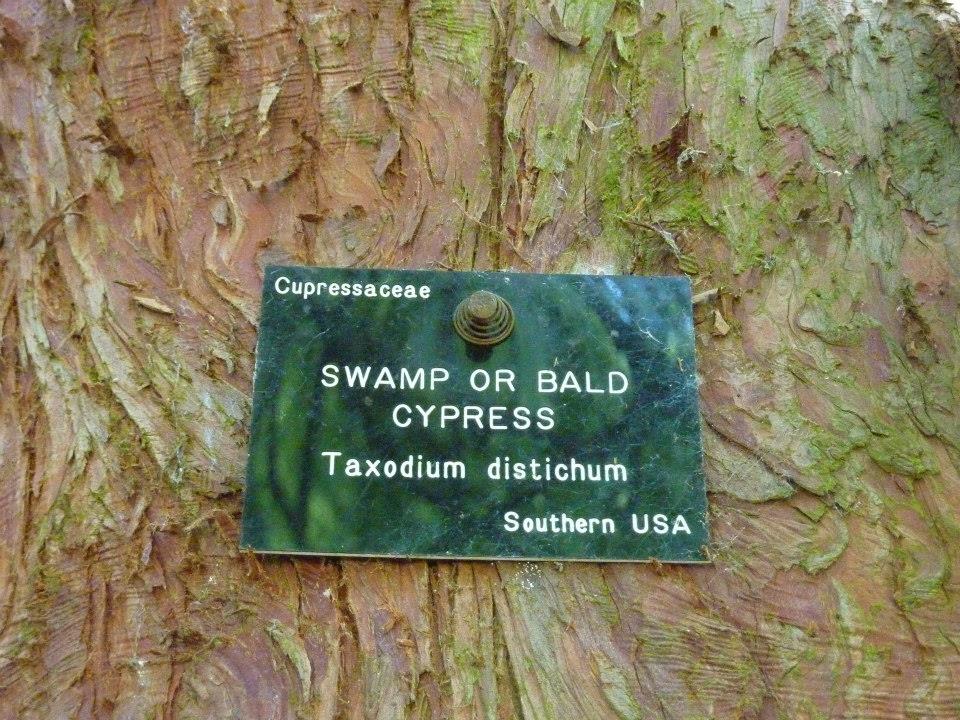 Cupressaceae
SWAMP OR BALD
CYPRESS
Taxodium distichum
Southern USA